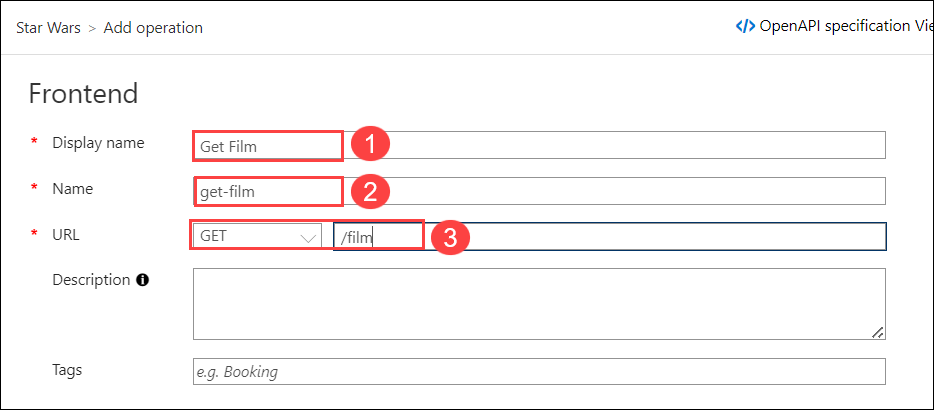 Star Wars > Add operation
</> OpenAPI specification Vie
Frontend
* Display name Get Film 1
* Name get-film 2
* URL GET /film 3
Description i
Tags e.g. Booking